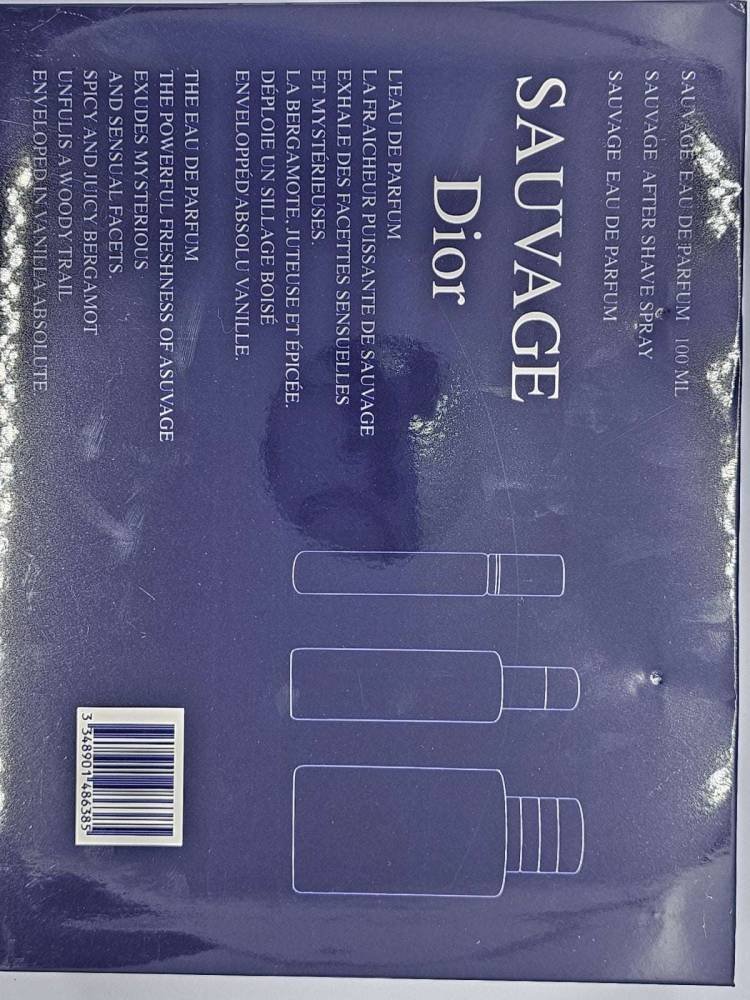 SAUVAGE EAU DE PARFUM 100 ML
SAUVAGE AFTER SHAVE SPRAY
SAUVAGE EAU DE PARFUM
SAUVAGE
Dior
L'EAU DE PARFUM
LA FRAICHEUR PUISSANTE DE SAUVAGE
EXHALE DES FACETTES SENSUELLES
ET MYSTÉRIEUSES.
LA BERGAMOTE, JUTEUSE ET ÉPICÉE.
DÉPLOIE UN SILLAGE BOISÉ
ENVELOPPED ABSOLU VANILLE.
THE EAU DE PARFUM
THE POWERFUL FRESHNESS OF ASUVAGE
EXUDES MYSTERIOUS
AND SENSUAL FACETS.
SPICY AND JUICY, BERGAMOT
UNFULIS A WOODY TRAIL
ENVELOPED IN VANILLA ABSOLUTE
3 348901 486385